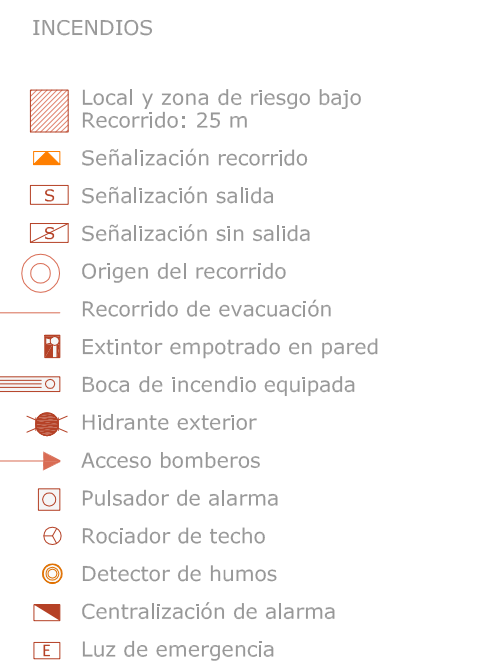 INCENDIOS
Local y zona de riesgo bajo
Recorrido: 25 m
Señalización recorrido
S Señalización salida
S Señalización sin salida
Origen del recorrido
Recorrido de evacuación
Extintor empotrado en pared
Boca de incendio equipada
Hidrante exterior
Acceso bomberos
Pulsador de alarma
Rociador de techo
Detector de humos
Centralización de alarma
E Luz de emergencia